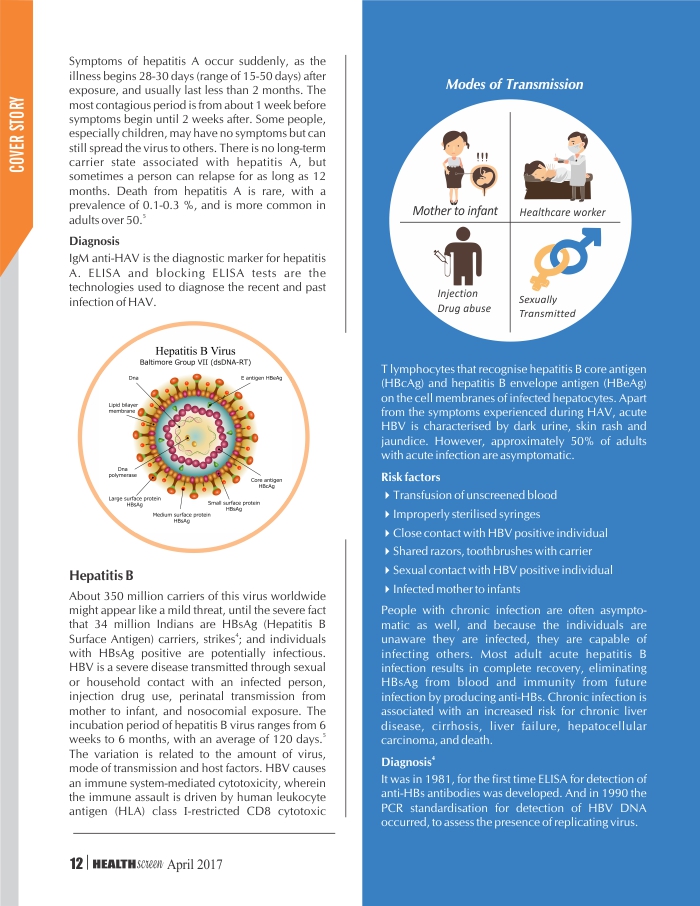 COVER STORY
Symptoms of hepatitis A occur suddenly, as the
illness begins 28-30 days (range of 15-50 days) after
exposure, and usually last less than 2 months. The
most contagious period is from about 1 week before
symptoms begin until 2 weeks after. Some people,
especially children, may have no symptoms but can
still spread the virus to others. There is no long-term
carrier state associated with hepatitis A, but
sometimes a person can relapse for as long as 12
months. Death from hepatitis A is rare, with a
prevalence of 0.1-0.3 %, and is more common in
adults over 50.5
Diagnosis
IgM anti-HAV is the diagnostic marker for hepatitis
A. ELISA and blocking ELISA tests are the
technologies used to diagnose the recent and past
infection of HAV.
Hepatitis B Virus
Baltimore Group VII (dsDNA-RT)
Dna
E antigen HBeAg
Lipid bilayer
membrane
Dna
polymerase
Core antigen
HBcAg
Large surface protein
HBsAg
Small surface protein
HBsAg
Medium surface protein
HBsAg
Hepatitis B
About 350 million carriers of this virus worldwide
might appear like a mild threat, until the severe fact
that 34 million Indians are HBsAg (Hepatitis B
Surface Antigen) carriers, strikes4; and individuals
with HBsAg positive are potentially infectious.
HBV is a severe disease transmitted through sexual
or household contact with an infected person,
injection drug use, perinatal transmission from
mother to infant, and nosocomial exposure. The
incubation period of hepatitis B virus ranges from 6
weeks to 6 months, with an average of 120 days.5
The variation is related to the amount of virus,
mode of transmission and host factors. HBV causes
an immune system-mediated cytotoxicity, wherein
the immune assault is driven by human leukocyte
antigen (HLA) class I-restricted CD8 cytotoxic
Modes of Transmission
!!!
Mother to infant
Healthcare worker
Injection
Drug abuse
Sexually
Transmitted
T lymphocytes that recognise hepatitis B core antigen
(HBcAg) and hepatitis B envelope antigen (HBeAg)
on the cell membranes of infected hepatocytes. Apart
from the symptoms experienced during HAV, acute
HBV is characterised by dark urine, skin rash and
jaundice. However, approximately 50% of adults
with acute infection are asymptomatic.
Risk factors
Transfusion of unscreened blood
Improperly sterilised syringes
Close contact with HBV positive individual
Shared razors, toothbrushes with carrier
Sexual contact with HBV positive individual
Infected mother to infants
People with chronic infection are often asympto-
matic as well, and because the individuals are
unaware they are infected, they are capable of
infecting others. Most adult acute hepatitis B
infection results in complete recovery, eliminating
HBsAg from blood and immunity from future
infection by producing anti-HBs. Chronic infection is
associated with an increased risk for chronic liver
disease, cirrhosis, liver failure, hepatocellular
carcinoma, and death.
Diagnosis4
It was in 1981, for the first time ELISA for detection of
anti-HBs antibodies was developed. And in 1990 the
PCR standardisation for detection of HBV DNA
occurred, to assess the presence of replicating virus.
12 | HEALTHscreen April 2017